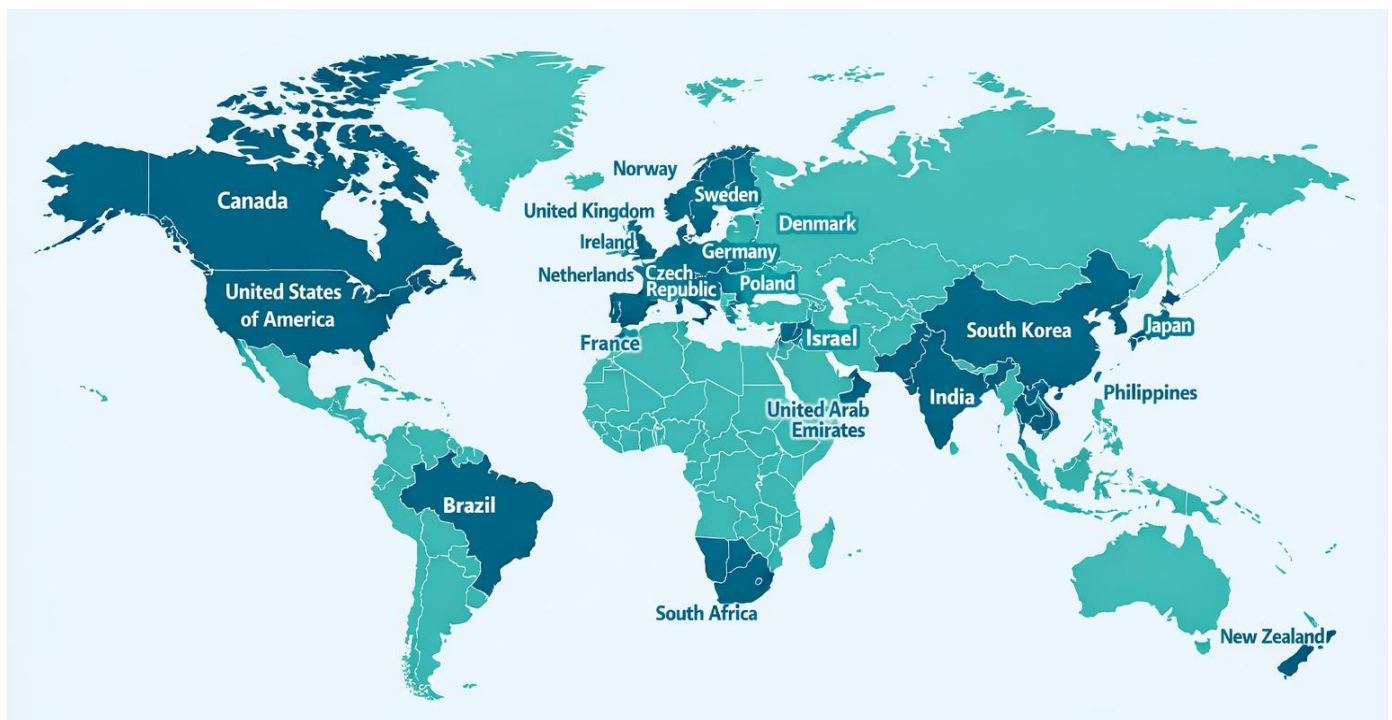 Norway
Canada
Sweden
United Kingdom
Denmark
Ireland
Germany
Netherlands
Czech
Republic
Poland
United States
of America
South Korea
Japan
Israel
France
Philippines
India
United Arab
Emirates
Brazil
South Africa
New Zealand